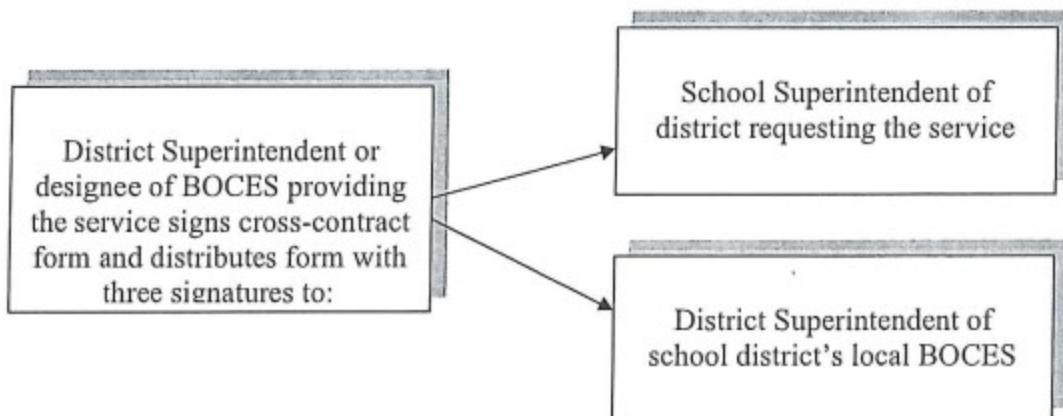 District Superintendent or
designee of BOCES providing
the service signs cross-contract
form and distributes form with
three signatures to:
School Superintendent of
district requesting the service
District Superintendent of
school district's local BOCES